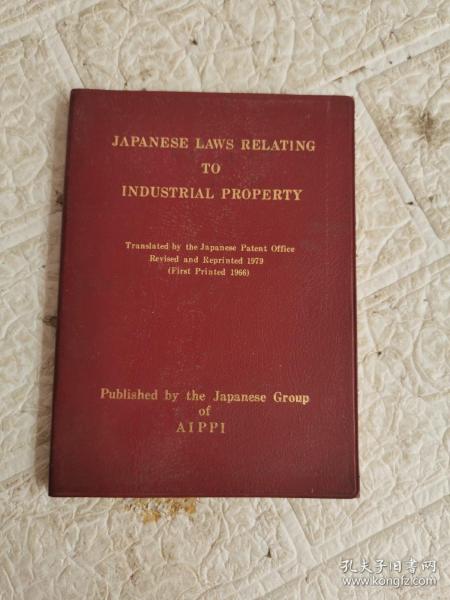 JAPANESE LAWS RELATING
TO
INDUSTRIAL PROPERTY
Translated by the Japanese Patent Office
Revised and Reprinted 1979
(First Printed 1966)
Published by the Japanese Group
of
AIPPI
孔夫子旧书网
www.kongfz.com